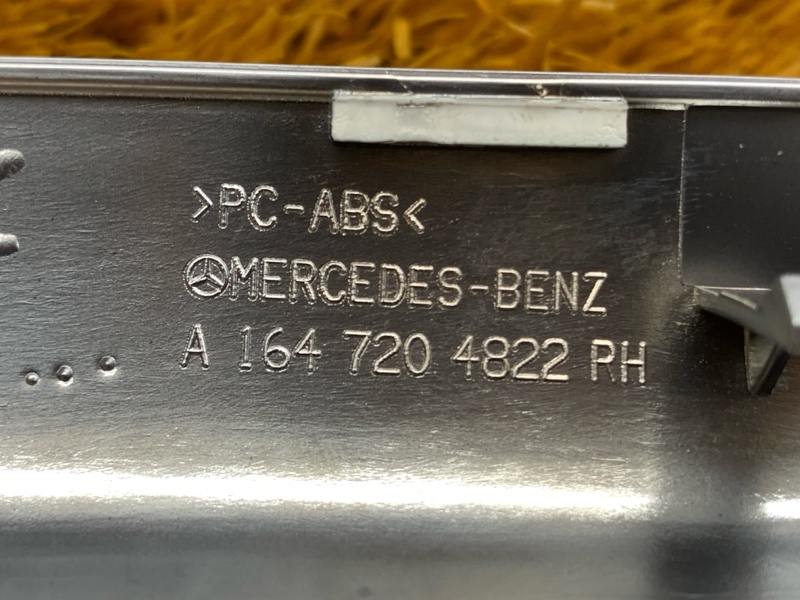 >PC-ABS<
MERCEDES-BENZ
A 164 720 4822 RH